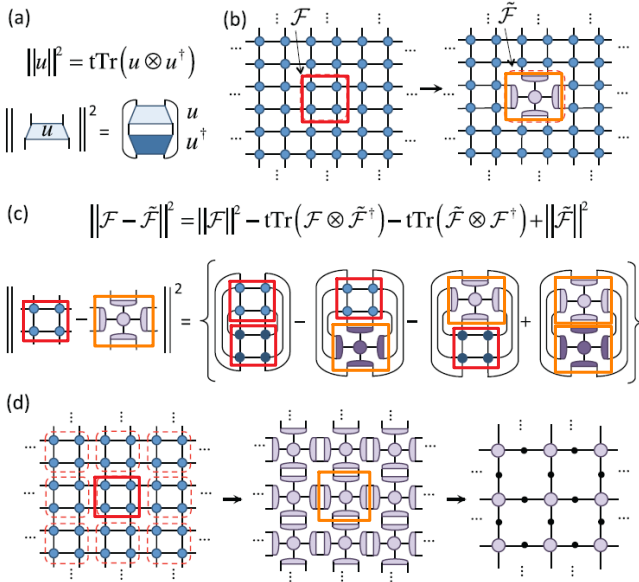 (a)
‖u‖² = tTr(u ⊗ u†)
‖ u ‖² = u
u†
(b)
ℱ
ℱ̃
(c)
‖ℱ − ℱ̃‖² = ‖ℱ‖² − tTr(ℱ ⊗ ℱ̃†) − tTr(ℱ̃ ⊗ ℱ†) + ‖ℱ̃‖²
‖ − ‖² = { − − + }
(d)